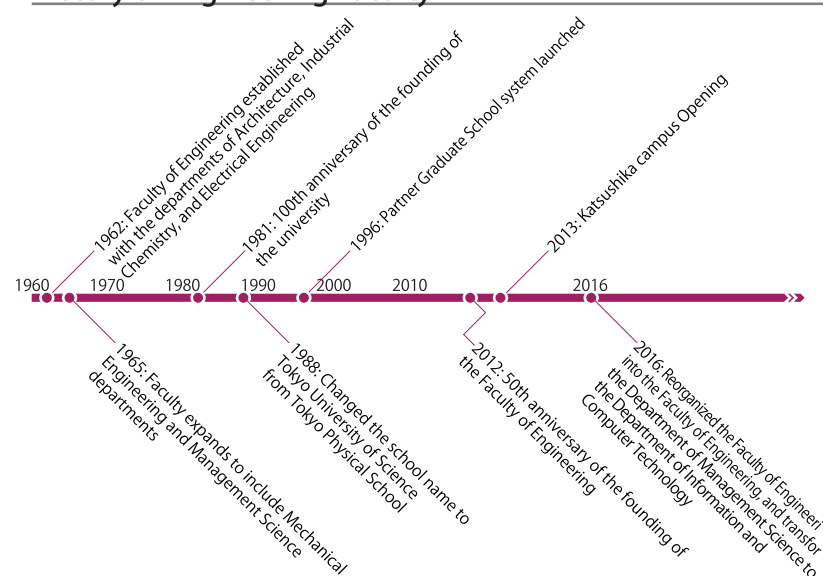 1962: Faculty of Engineering established
with the departments of Architecture, Industrial
Chemistry, and Electrical Engineering
1981: 100th anniversary of the founding of
the university
1996: Partner Graduate School system launched
2013: Katsushika campus Opening
1960
1970
1980
1990
2000
2010
2016
1965: Faculty expands to include Mechanical
Engineering and Management Science
departments
1988: Changed the school name to
Tokyo University of Science
from Tokyo Physical School
2012: 50th anniversary of the founding of
the Faculty of Engineering
2016: Reorganized the Faculty of Engineeri
into the Faculty of Engineering, and transfor
the Department of Management Science to
the Department of Information and
Computer Technology